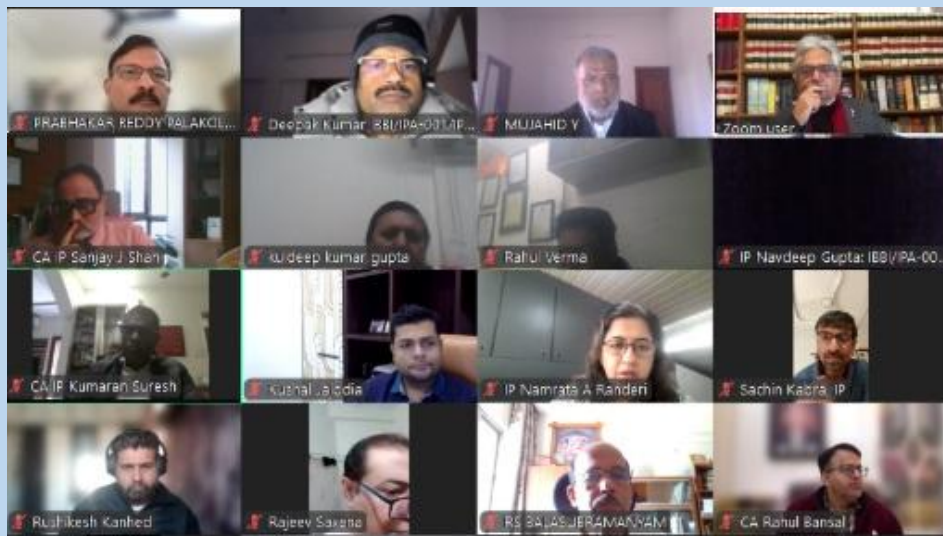 PRABHAKAR REDDY PALAKOL...
Deepak Kumar IBBI/IPA-001/IP...
MUJAHID Y
Zoom user
CA IP Sanjay J Shah
kuldeep kumar gupta
Rahul Verma
IP Navdeep Gupta: IBBI/IPA-00...
CA IP Kumaran Suresh
Kushal Jalodia
IP Namrata A Randeri
Sachin Kabra, IP
Rushikesh Kanhed
Rajeev Saxena
RS BALASUBRAMANYAM
CA Rahul Bansal